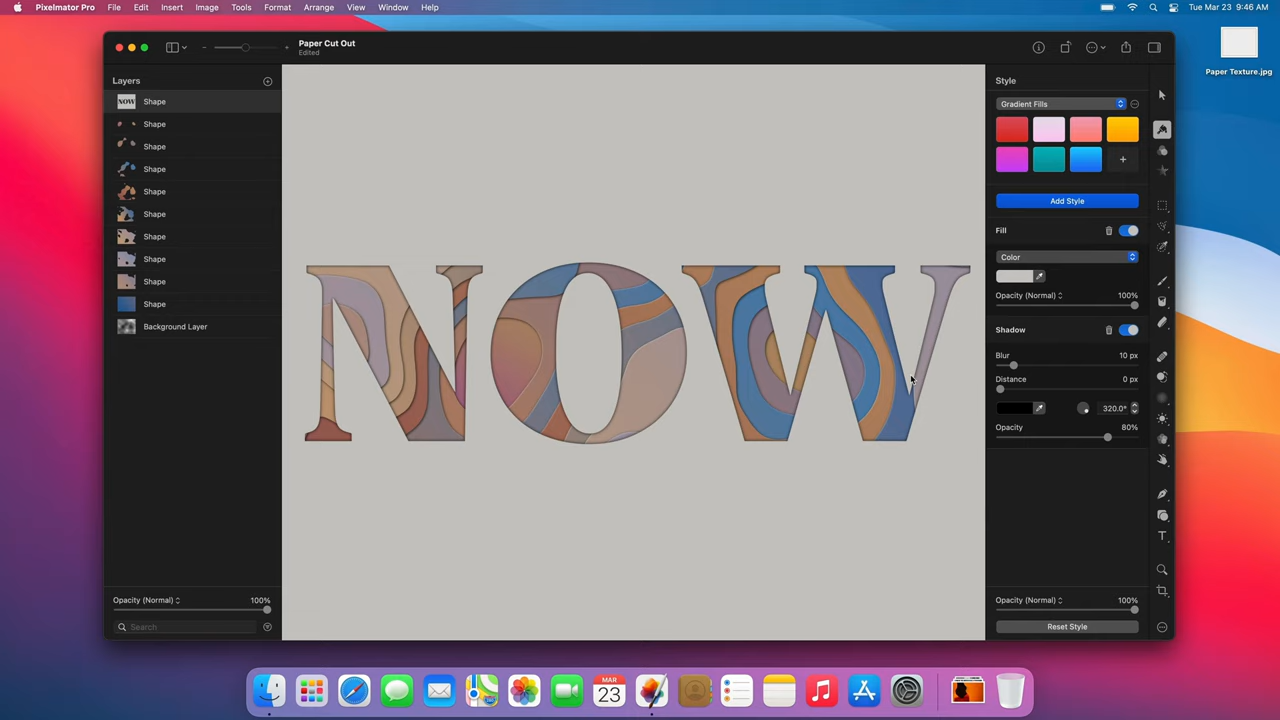 Pixelmator Pro File Edit Insert Image Tools Format Arrange View Window Help
Tue Mar 23 9:46 AM
Paper Cut Out
Edited
Paper Texture.jpg
Layers
NOW Shape
Shape
Shape
Shape
Shape
Shape
Shape
Shape
Shape
Shape
Background Layer
Opacity (Normal) 100%
Search
NOW
Style
Gradient Fills
+
Add Style
Fill
Color
Opacity (Normal) 100%
Shadow
Blur 10 px
Distance 0 px
320.0°
Opacity 80%
Opacity (Normal) 100%
Reset Style
T
MAR
23